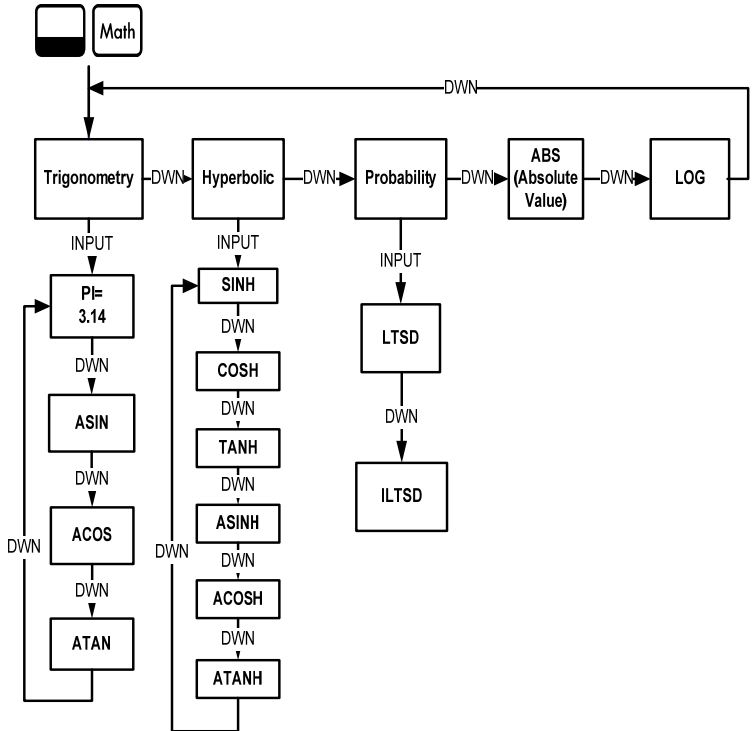 Math
DWN
Trigonometry
DWN
Hyperbolic
DWN
Probability
DWN
ABS
(Absolute
Value)
DWN
LOG
INPUT
PI=
3.14
DWN
ASIN
DWN
ACOS
DWN
ATAN
DWN
INPUT
SINH
DWN
COSH
DWN
TANH
DWN
ASINH
DWN
ACOSH
DWN
ATANH
DWN
INPUT
LTSD
DWN
ILTSD